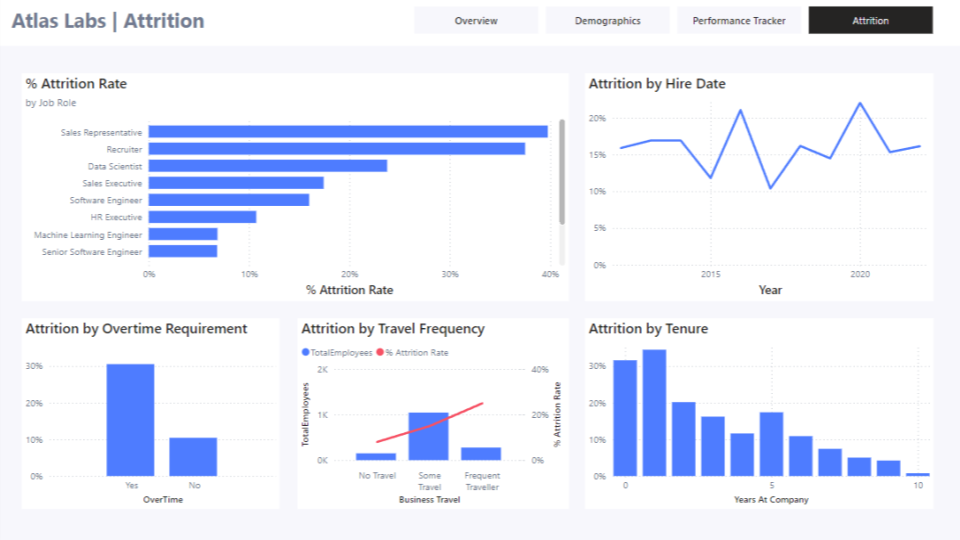 Atlas Labs | Attrition
Overview
Demographics
Performance Tracker
Attrition
% Attrition Rate
by Job Role
Sales Representative
Recruiter
Data Scientist
Sales Executive
Software Engineer
HR Executive
Machine Learning Engineer
Senior Software Engineer
0% 10% 20% 30% 40%
% Attrition Rate
Attrition by Hire Date
20%
15%
10%
5%
0%
2015 2020
Year
Attrition by Overtime Requirement
30%
20%
10%
0%
Yes No
OverTime
Attrition by Travel Frequency
TotalEmployees % Attrition Rate
TotalEmployees
2K
1K
0K
40%
20%
0%
% Attrition Rate
No Travel
Some
Travel
Frequent
Traveller
Business Travel
Attrition by Tenure
30%
20%
10%
0%
0 5 10
Years At Company